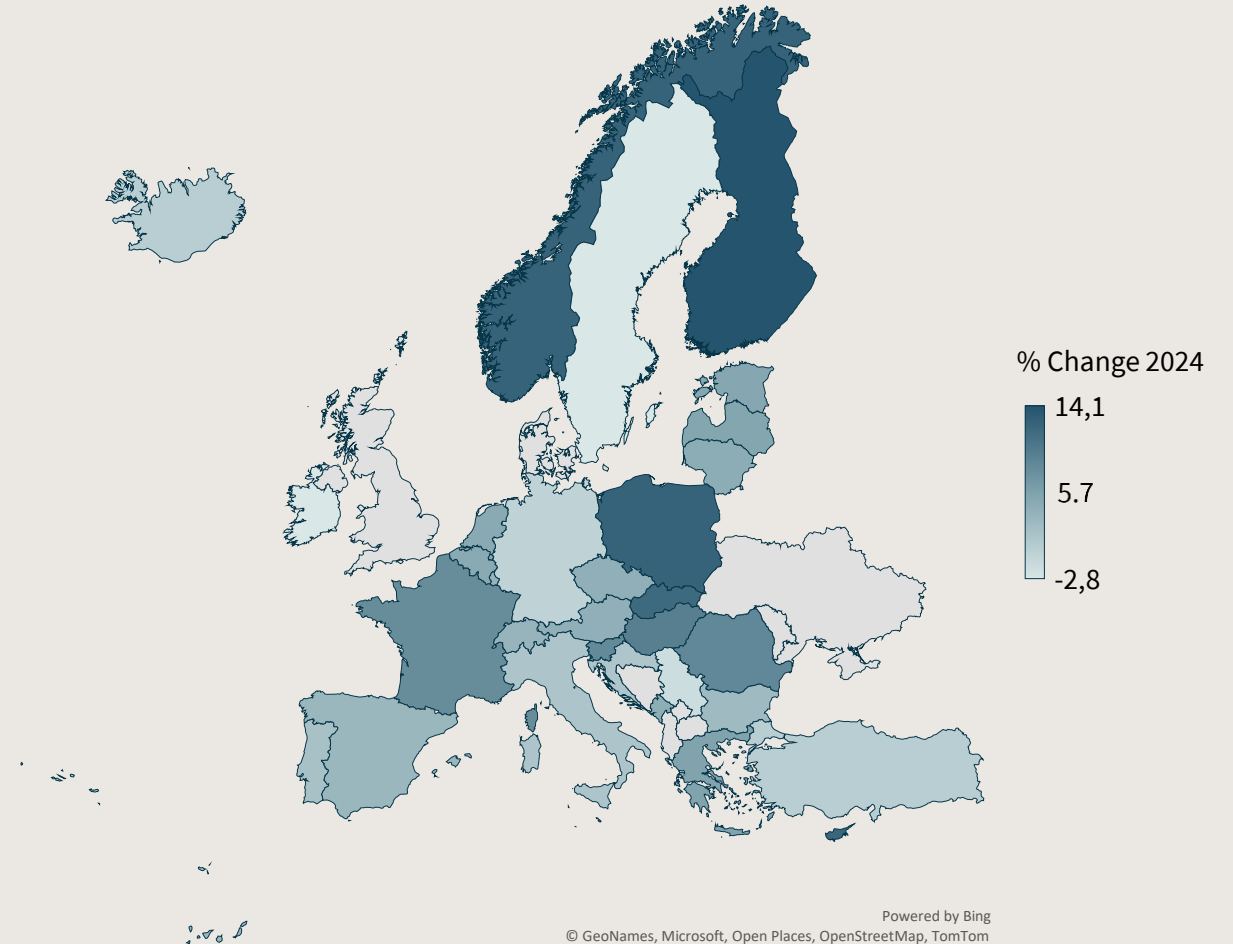 % Change 2024
14,1
5.7
-2,8
Powered by Bing
© GeoNames, Microsoft, Open Places, OpenStreetMap, TomTom